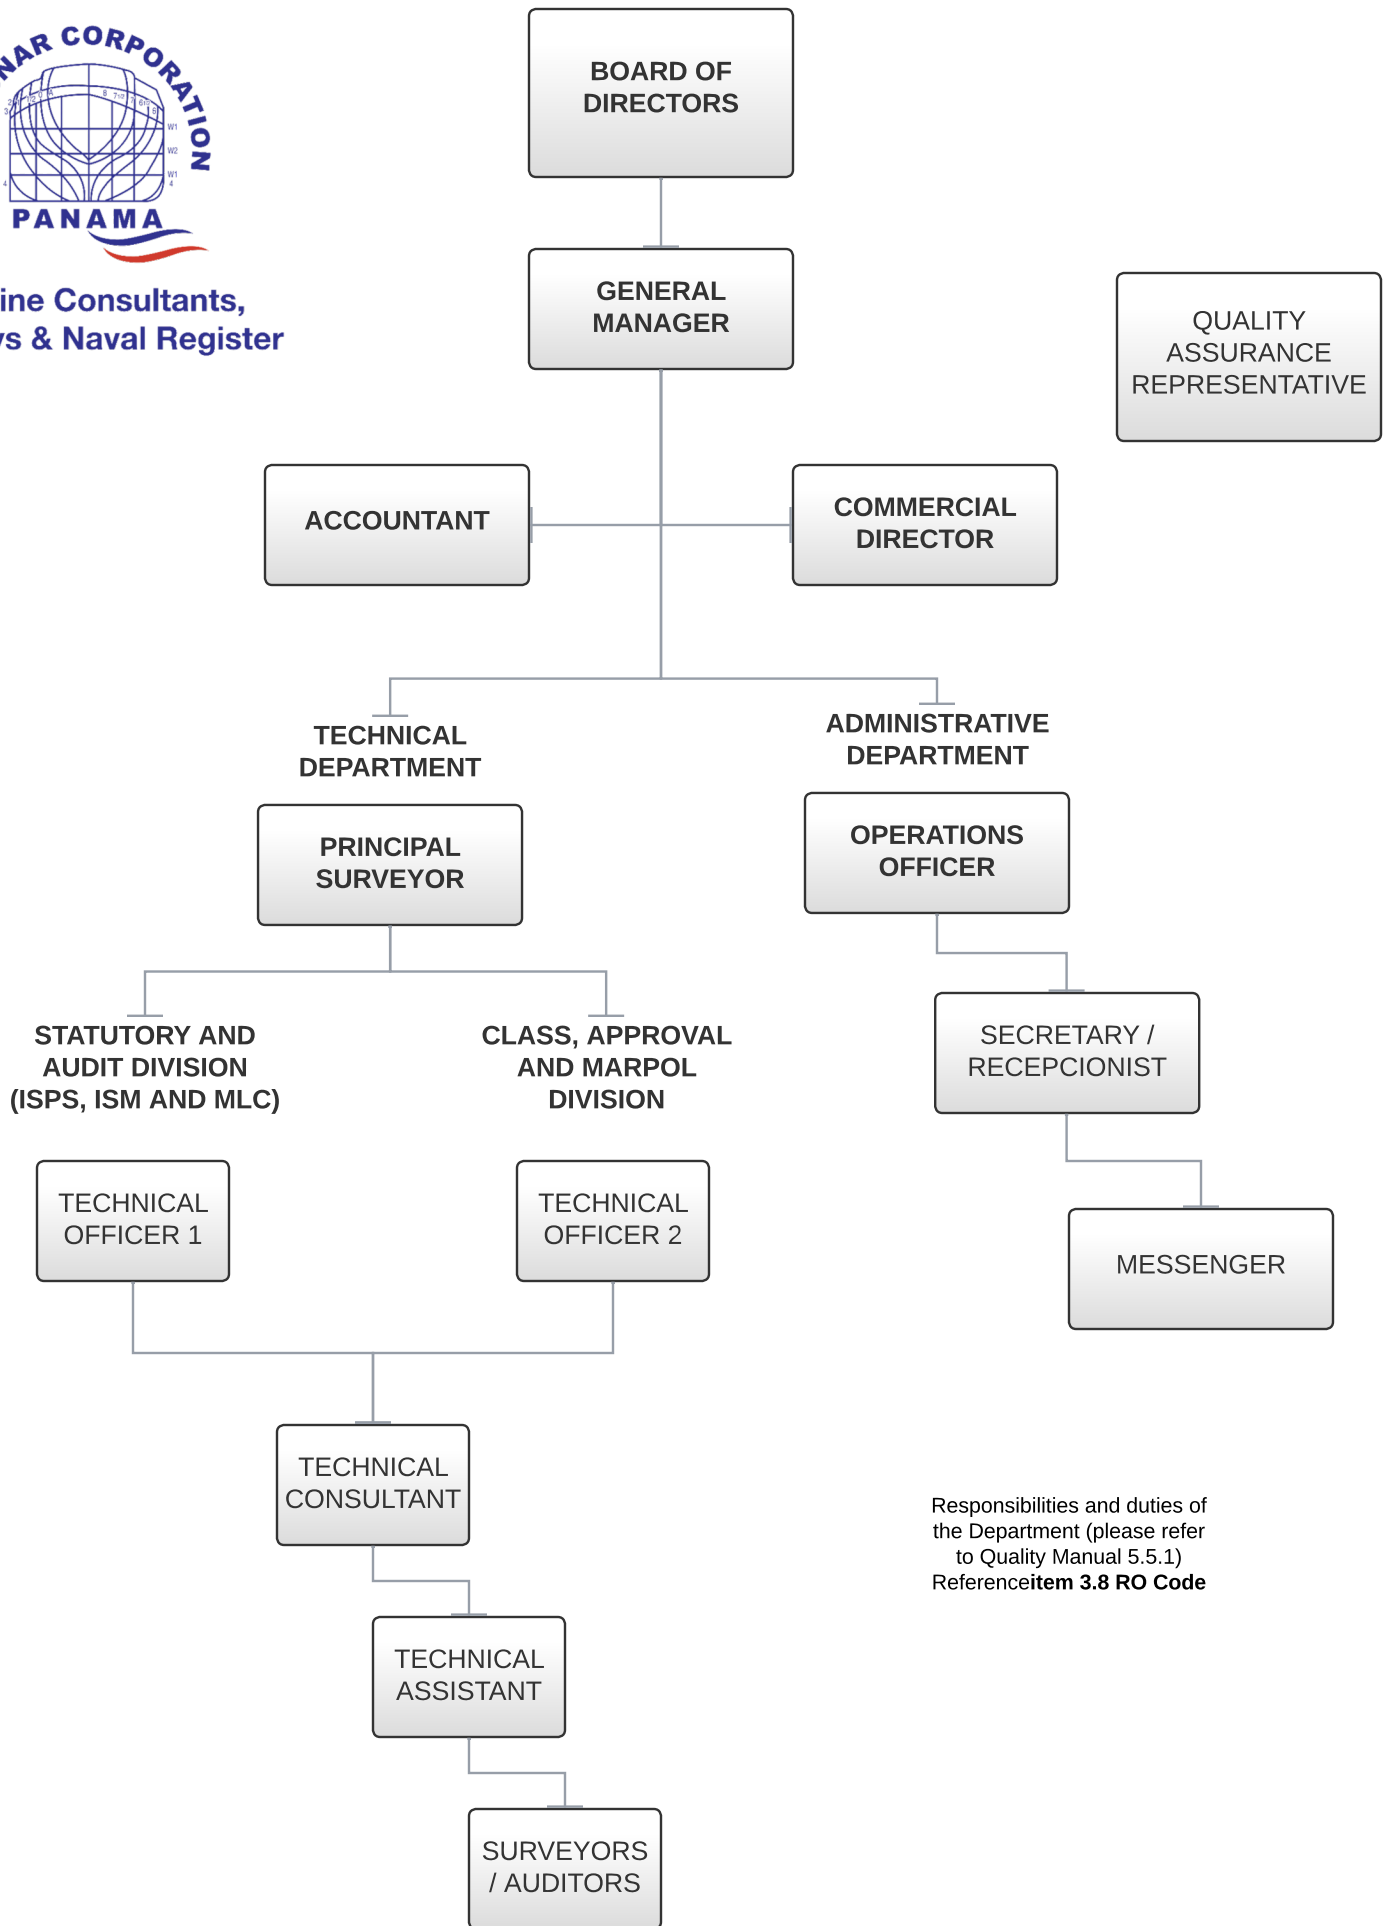 NAR CORPORATION
PANAMA
ine Consultants,
ys & Naval Register
BOARD OF
DIRECTORS
GENERAL
MANAGER
QUALITY
ASSURANCE
REPRESENTATIVE
ACCOUNTANT
COMMERCIAL
DIRECTOR
TECHNICAL
DEPARTMENT
ADMINISTRATIVE
DEPARTMENT
PRINCIPAL
SURVEYOR
OPERATIONS
OFFICER
STATUTORY AND
AUDIT DIVISION
(ISPS, ISM AND MLC)
CLASS, APPROVAL
AND MARPOL
DIVISION
SECRETARY /
RECEPCIONIST
TECHNICAL
OFFICER 1
TECHNICAL
OFFICER 2
MESSENGER
TECHNICAL
CONSULTANT
Responsibilities and duties of
the Department (please refer
to Quality Manual 5.5.1)
Referenceitem 3.8 RO Code
TECHNICAL
ASSISTANT
SURVEYORS
/ AUDITORS